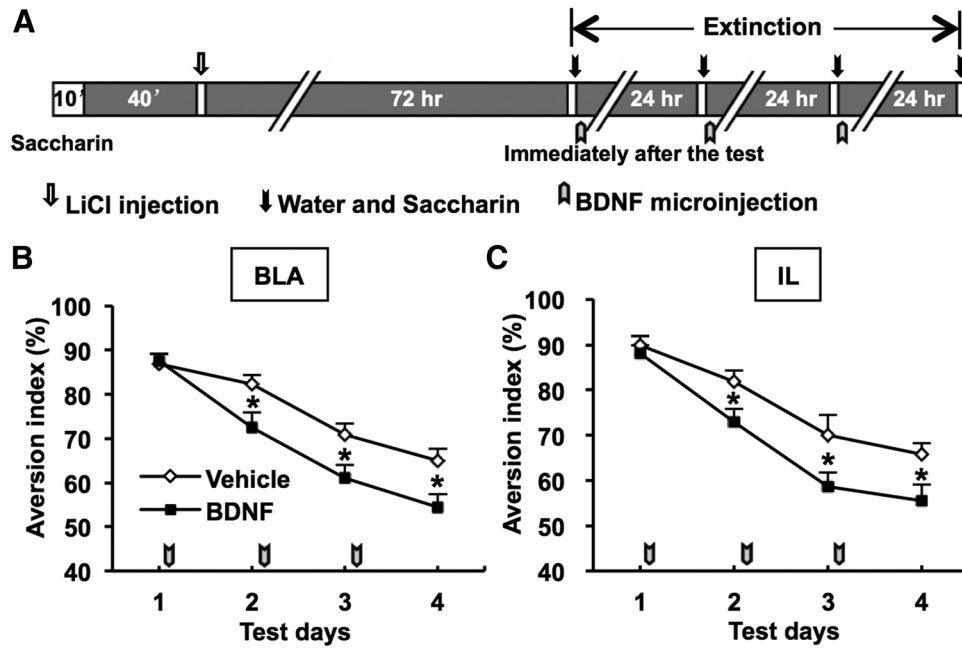 A
Extinction
10' 40' 72 hr 24 hr 24 hr 24 hr
Saccharin
Immediately after the test
LiCl injection Water and Saccharin BDNF microinjection
B
BLA
Aversion index (%)
100
90
80
70
60
50
40
Vehicle
BDNF
*
*
*
1 2 3 4
Test days
C
IL
Aversion index (%)
100
90
80
70
60
50
40
*
*
*
1 2 3 4
Test days